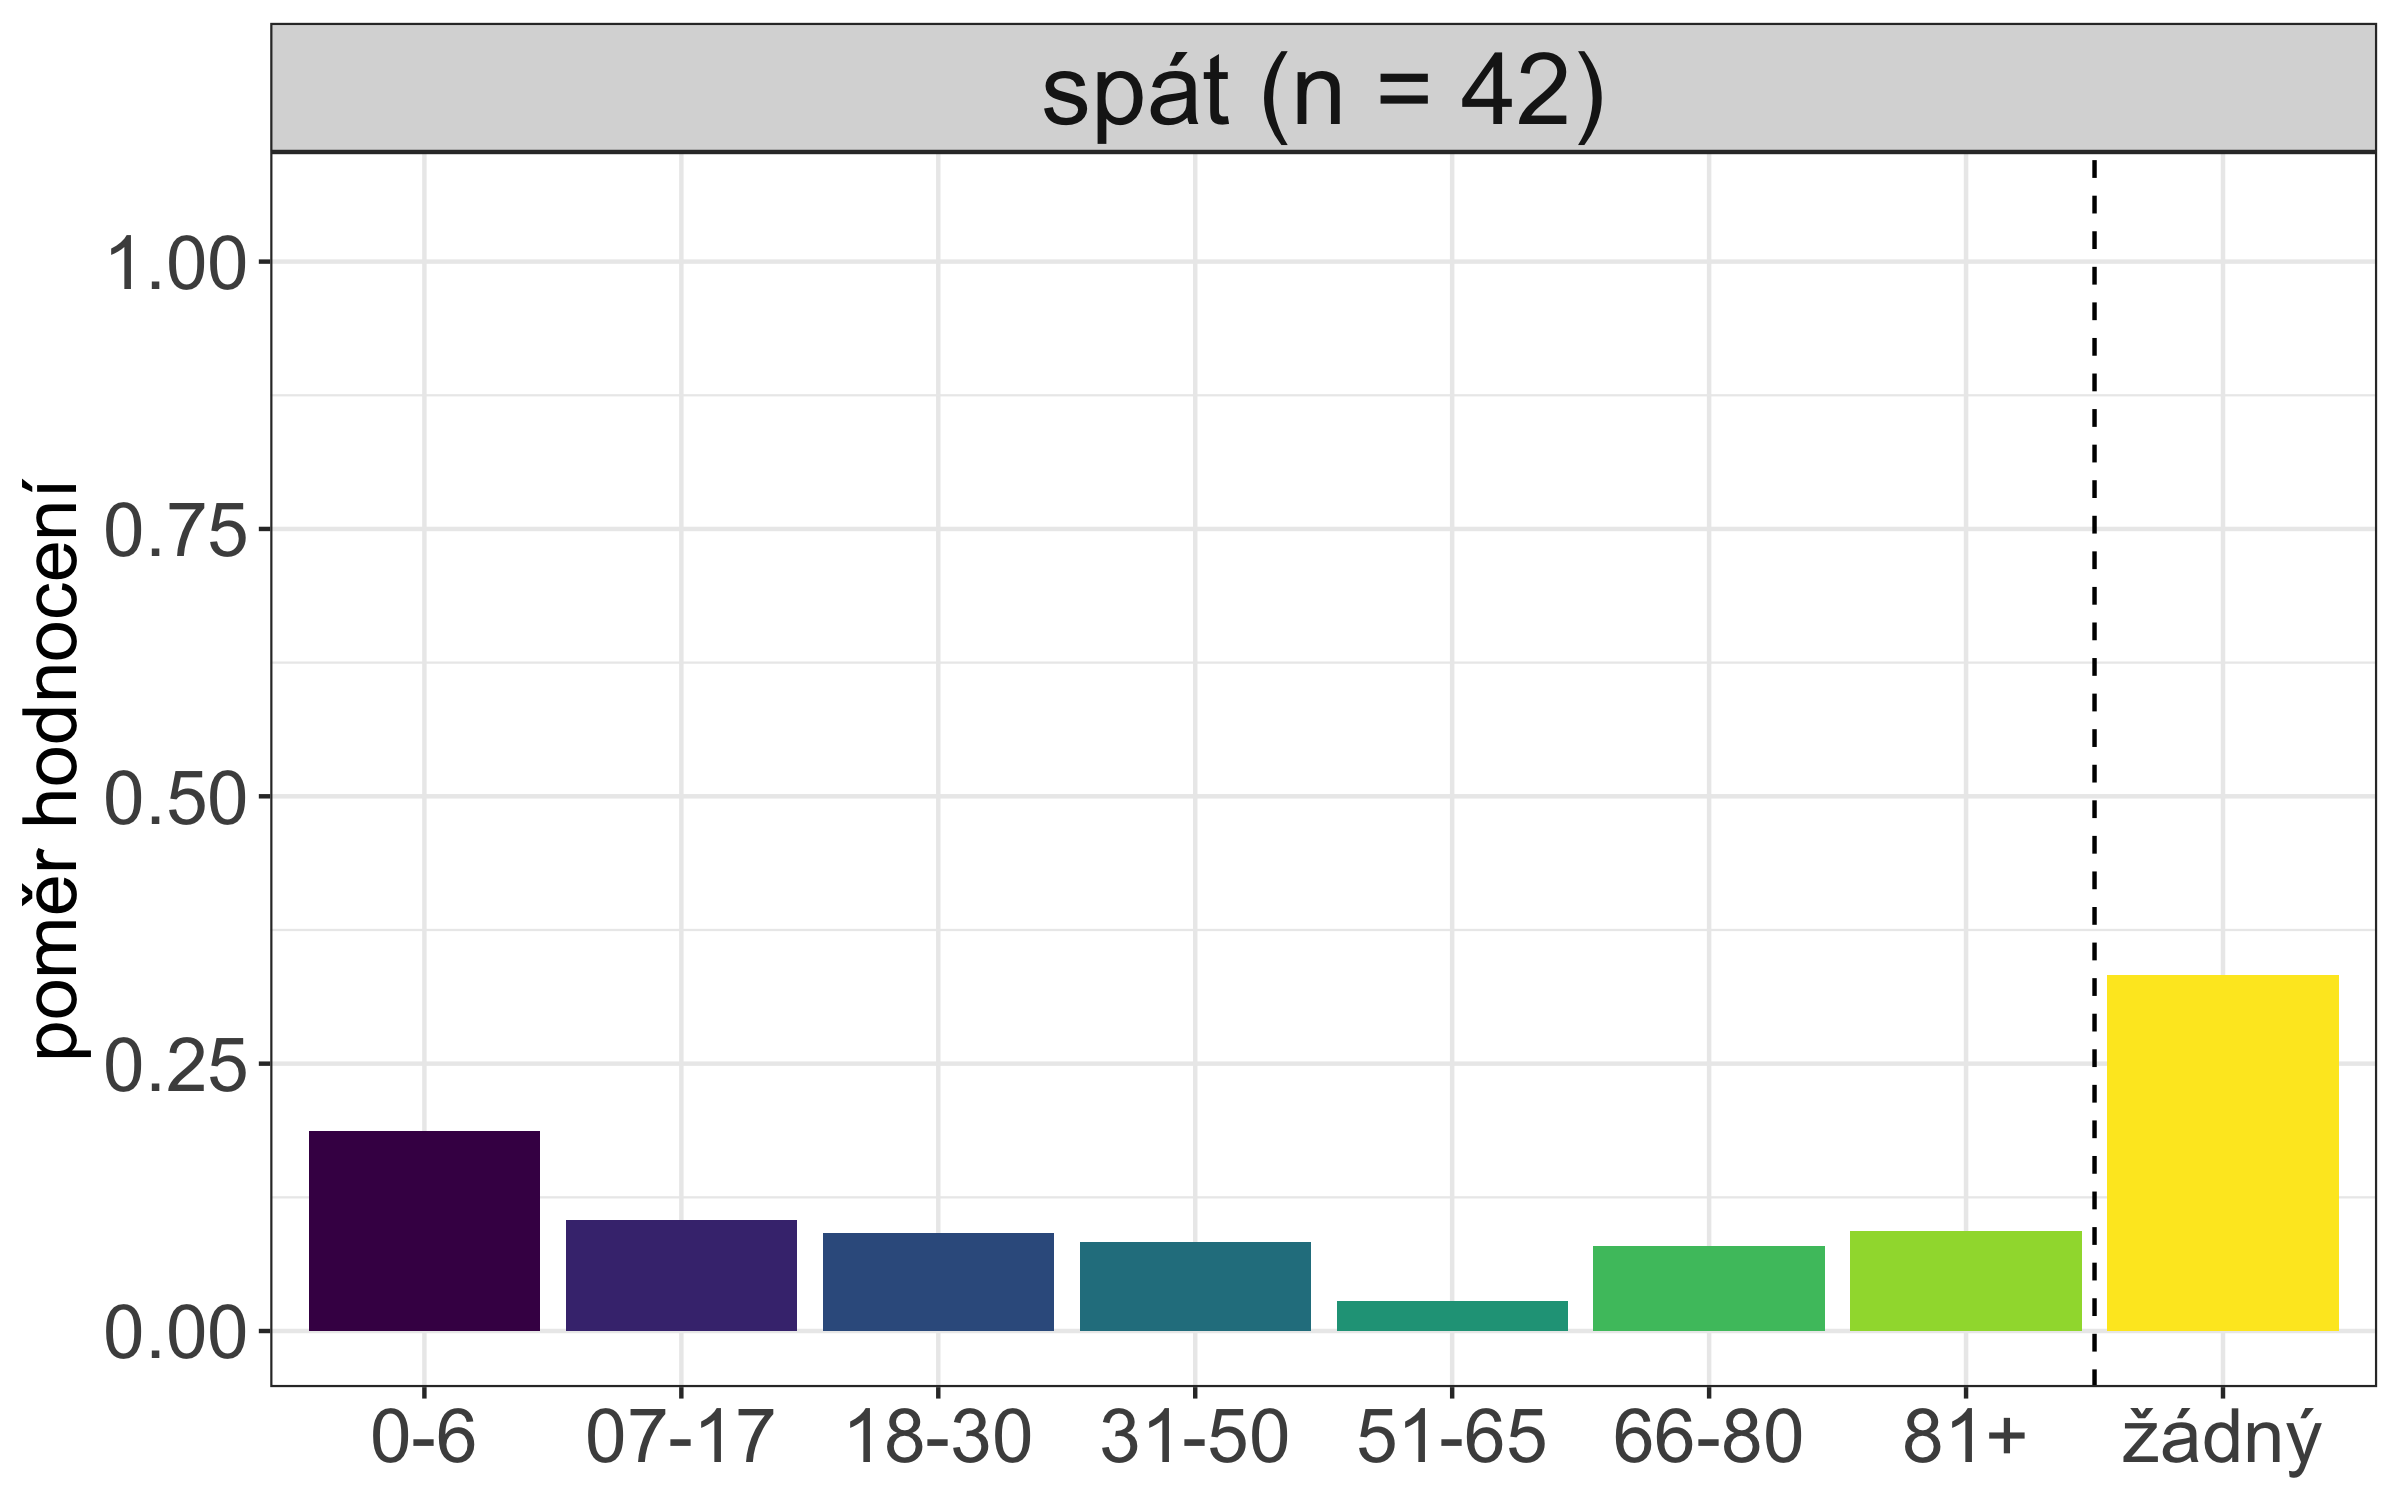 spát (n = 42)
poměr hodnocení
1.00
0.75
0.50
0.25
0.00
0-6 07-17 18-30 31-50 51-65 66-80 81+ žádný